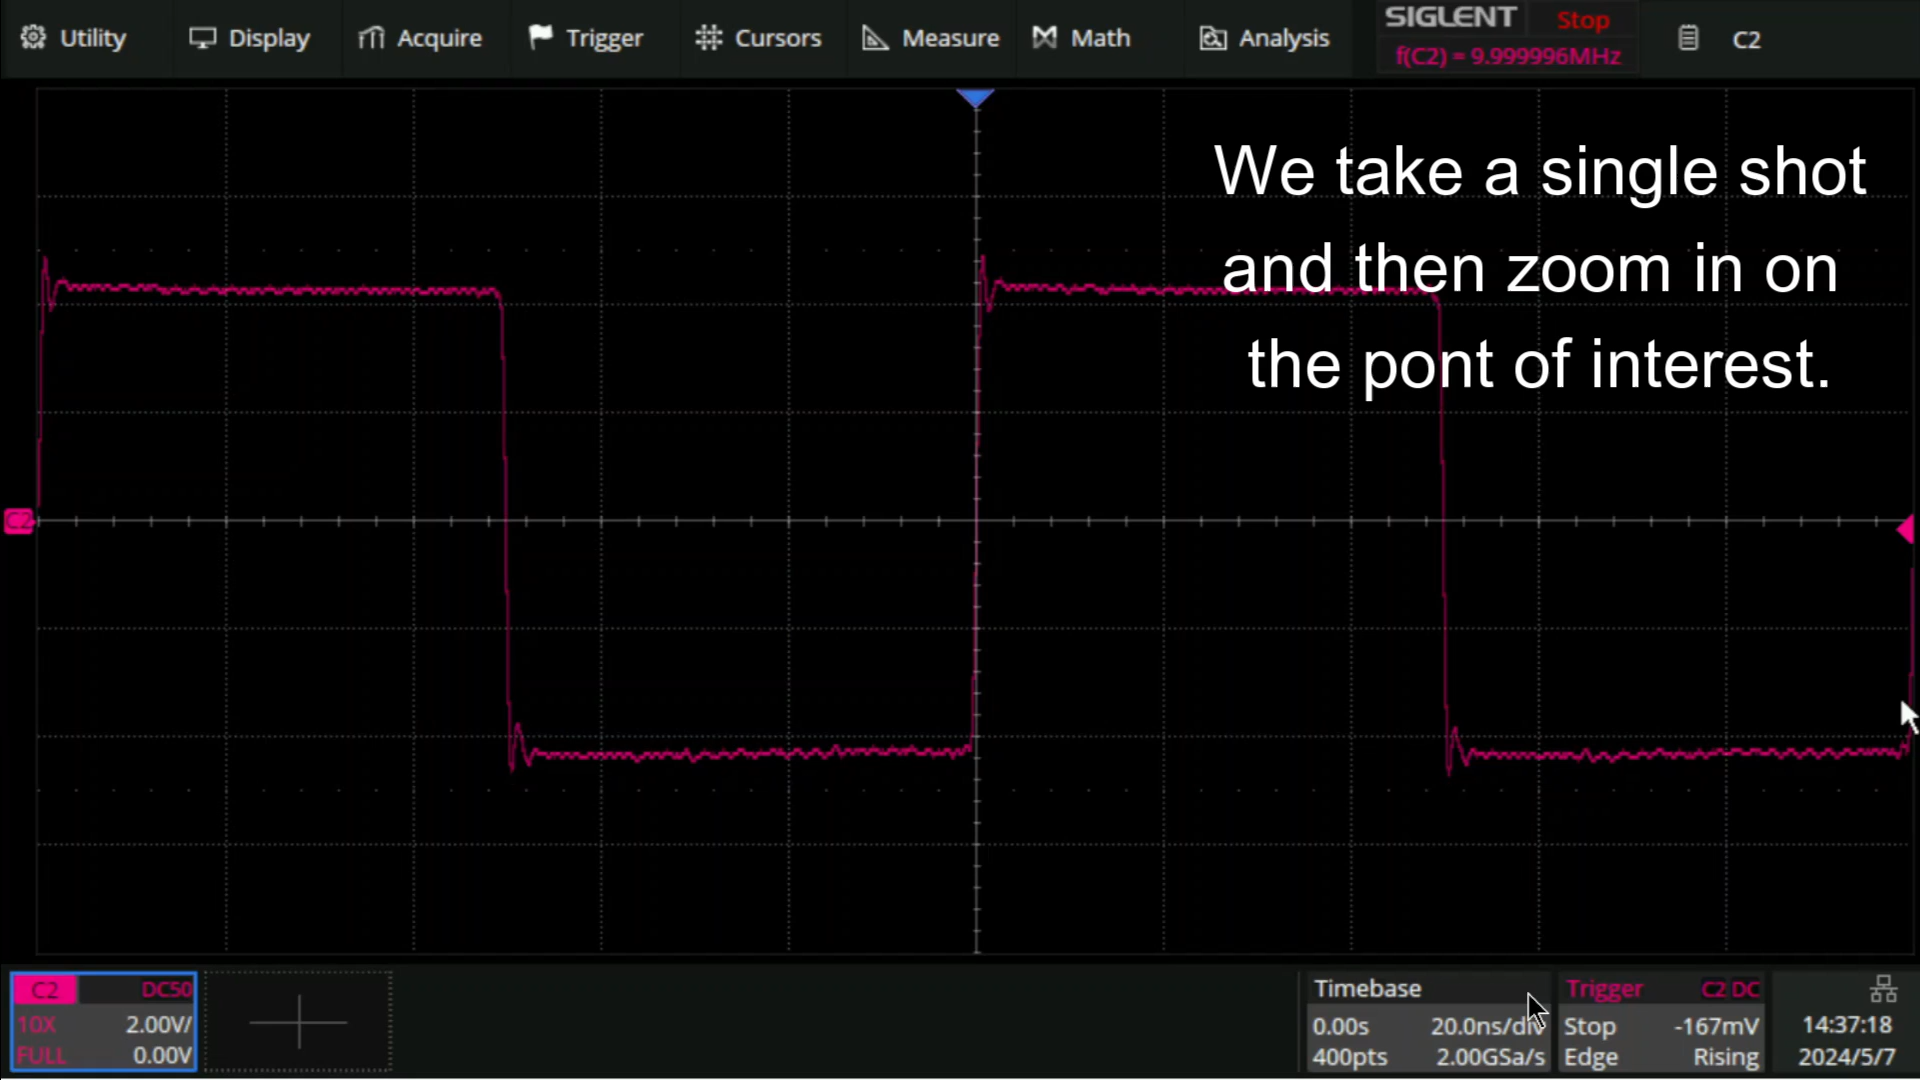 Utility Display Acquire Trigger Cursors Measure Math Analysis SIGLENT Stop C2
f(C2) = 9.999996MHz
We take a single shot
and then zoom in on
the pont of interest.
C2
C2 DC50
10X 2.00V/
FULL 0.00V
Timebase
0.00s 20.0ns/div
400pts 2.00GSa/s
Trigger C2 DC
Stop -167mV
Edge Rising
14:37:18
2024/5/7